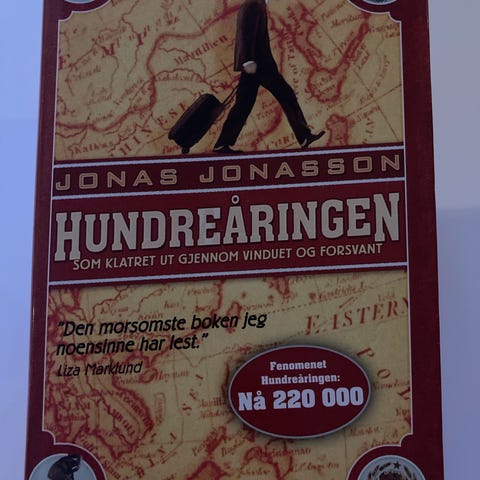 JONAS JONASSON
HUNDREÅRINGEN
SOM KLATRET UT GJENNOM VINDUET OG FORSVANT
"Den morsomste boken jeg
noensinne har lest."
Liza Marklund
Fenomenet
Hundreåringen:
Nå 220 000
EASTERN